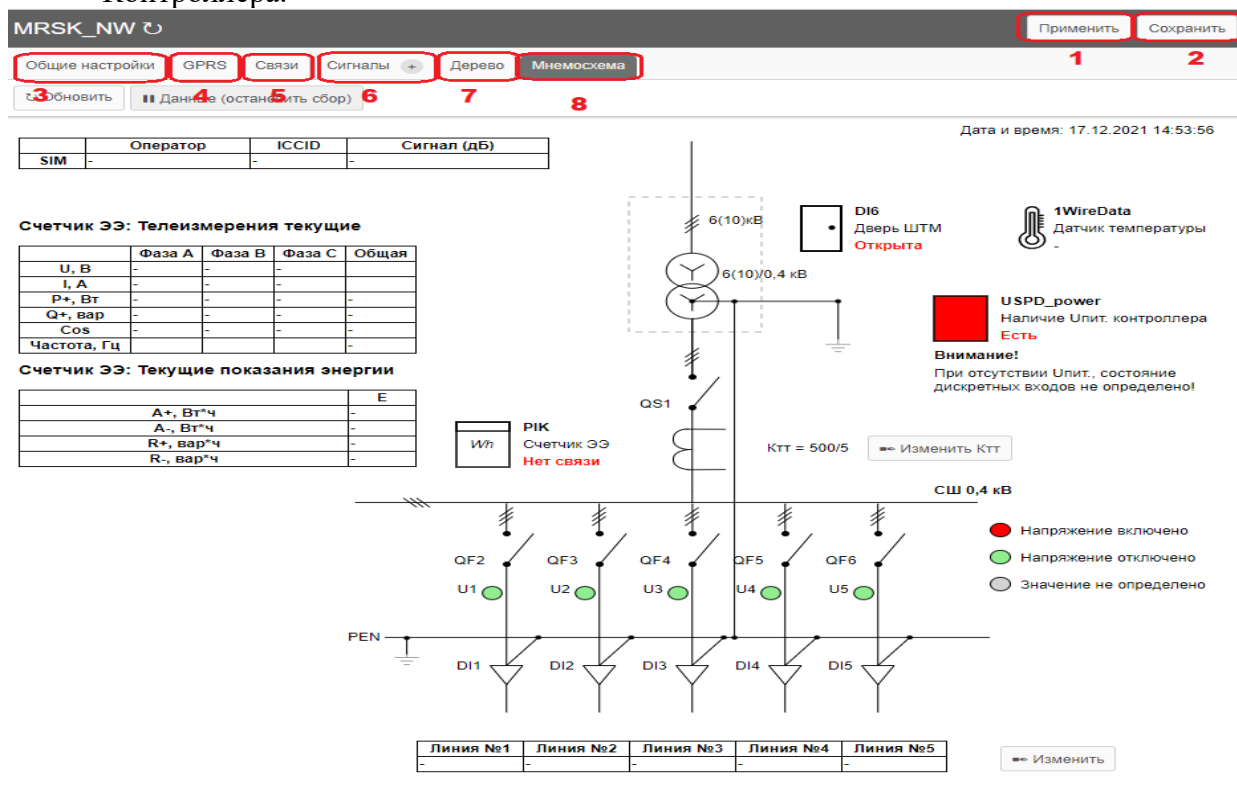 Контроллера.
MRSK_NW ↻ Применить Сохранить
1 2
Общие настройки GPRS Связи Сигналы + Дерево Мнемосхема
3 4 5 6 7 8
↻ Обновить Данные (остановить сбор)
Дата и время: 17.12.2021 14:53:56
Оператор ICCID Сигнал (дБ)
SIM - - -
Счетчик ЭЭ: Телеизмерения текущие
Фаза A Фаза B Фаза C Общая
U, В - - -
I, А - - -
P+, Вт - - - -
Q+, вар - - - -
Cos - - - -
Частота, Гц -
Счетчик ЭЭ: Текущие показания энергии
E
A+, Вт*ч -
A-, Вт*ч -
R+, вар*ч -
R-, вар*ч -
6(10)кВ
6(10)/0,4 кВ
DI6
Дверь ШТМ
Открыта
1WireData
Датчик температуры
-
USPD_power
Наличие Uпит. контроллера
Есть
Внимание!
При отсутствии Uпит., состояние
дискретных входов не определено!
QS1
Wh
PIK
Счетчик ЭЭ
Нет связи
Ктт = 500/5 Изменить Ктт
СШ 0,4 кВ
Напряжение включено
Напряжение отключено
Значение не определено
QF2 QF3 QF4 QF5 QF6
U1 U2 U3 U4 U5
PEN
DI1 DI2 DI3 DI4 DI5
Линия №1 Линия №2 Линия №3 Линия №4 Линия №5
- - - - -
Изменить